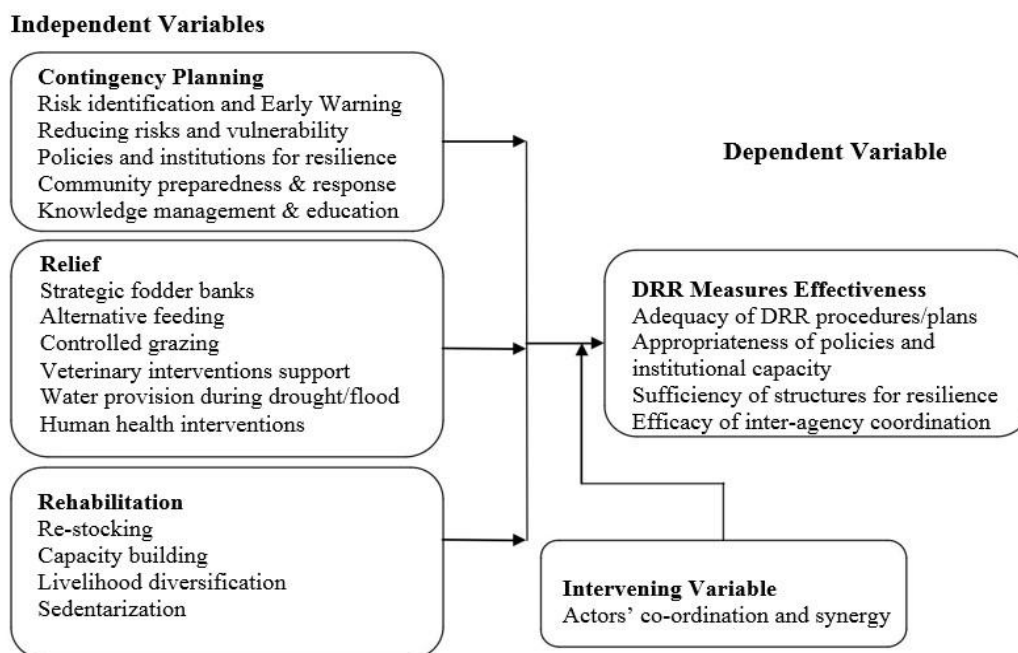 Independent Variables
Contingency Planning
Risk identification and Early Warning
Reducing risks and vulnerability
Policies and institutions for resilience
Community preparedness & response
Knowledge management & education
Relief
Strategic fodder banks
Alternative feeding
Controlled grazing
Veterinary interventions support
Water provision during drought/flood
Human health interventions
Rehabilitation
Re-stocking
Capacity building
Livelihood diversification
Sedentarization
Dependent Variable
DRR Measures Effectiveness
Adequacy of DRR procedures/plans
Appropriateness of policies and
institutional capacity
Sufficiency of structures for resilience
Efficacy of inter-agency coordination
Intervening Variable
Actors’ co-ordination and synergy